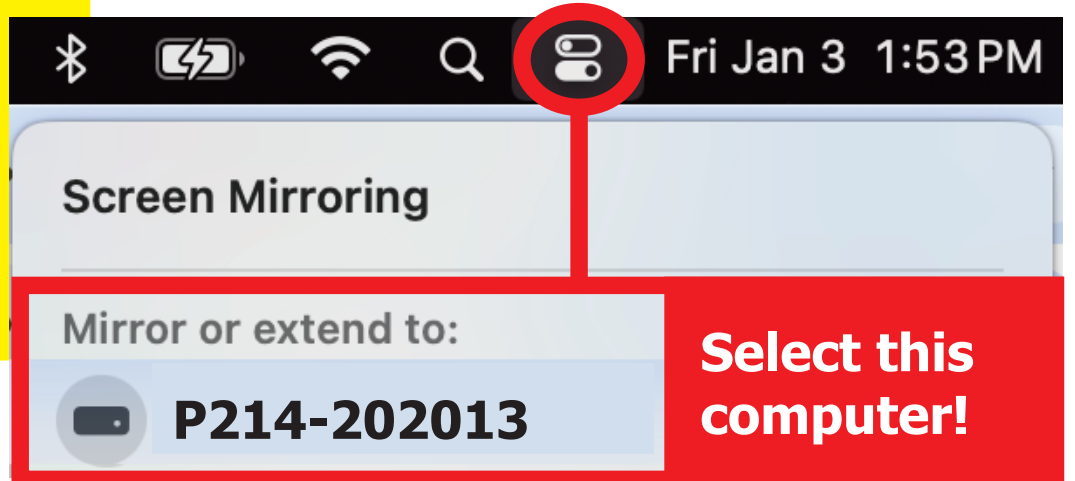 Fri Jan 3 1:53 PM
Screen Mirroring
Mirror or extend to:
P214-202013
Select this
computer!